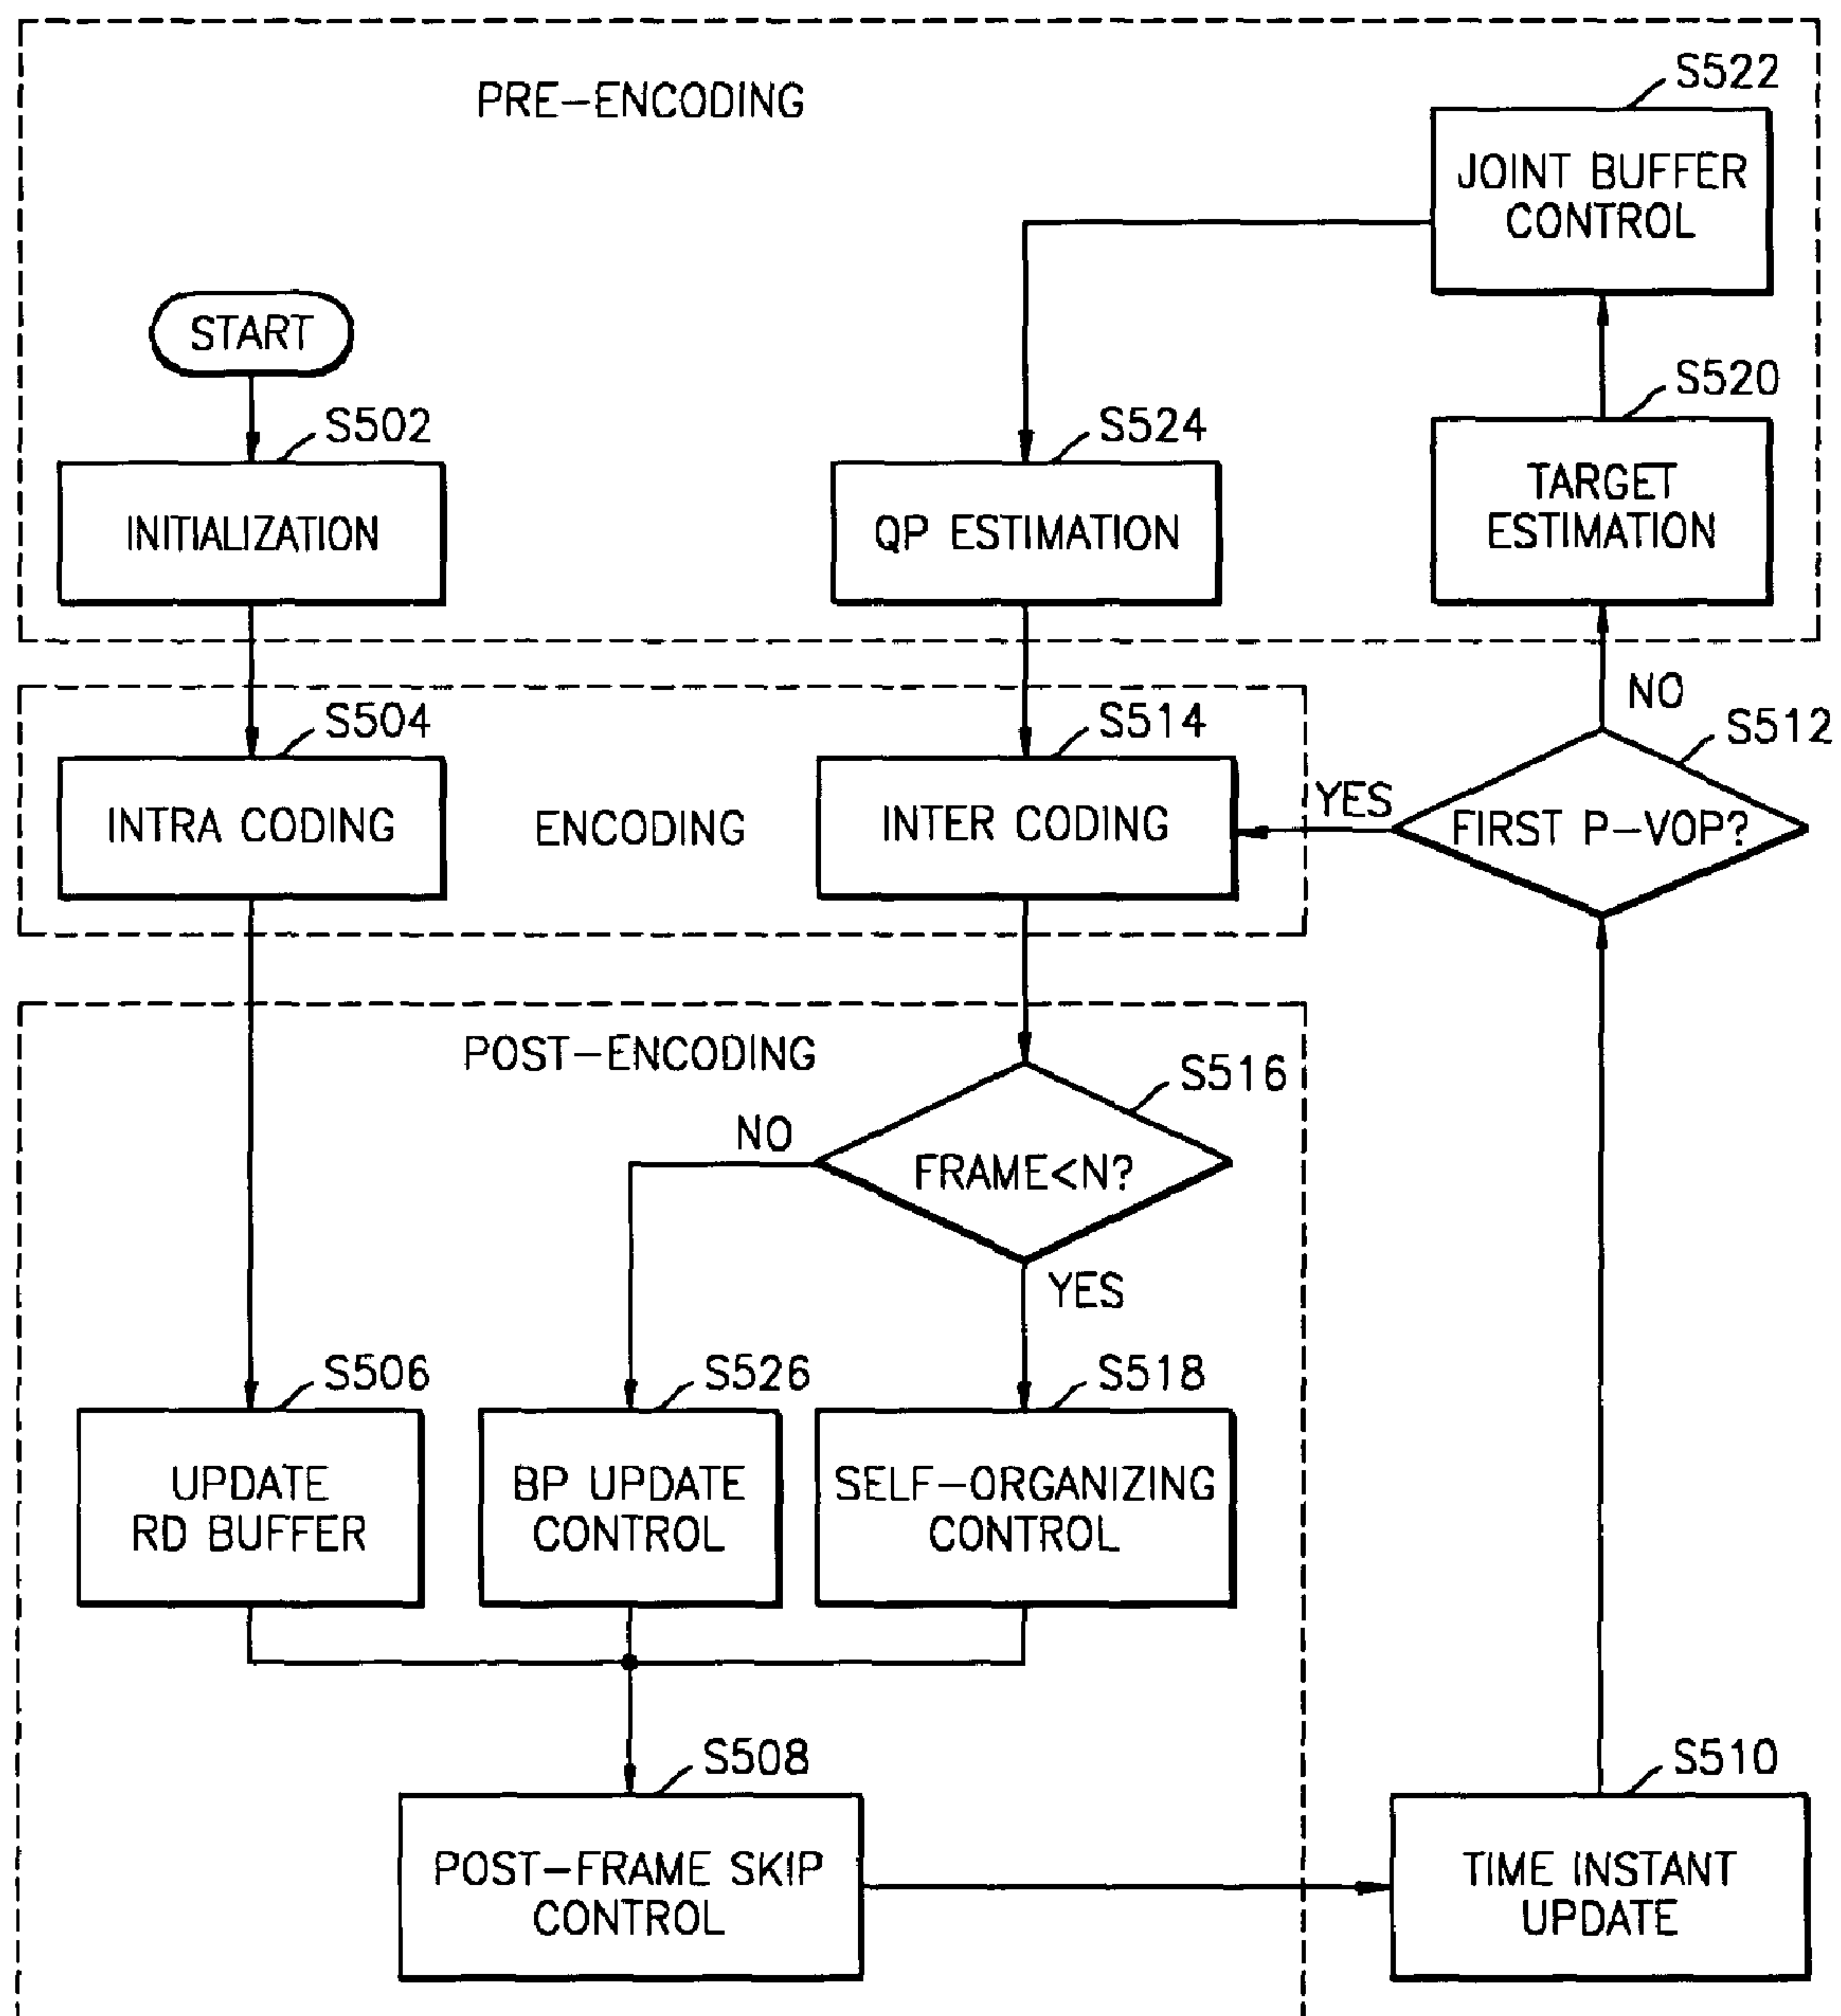 PRE-ENCODING
S522
JOINT BUFFER
CONTROL
START
S502
INITIALIZATION
S524
QP ESTIMATION
S520
TARGET
ESTIMATION
NO
S504
INTRA CODING
ENCODING
S514
INTER CODING
YES
S512
FIRST P-VOP?
POST-ENCODING
S516
NO
FRAME<N?
YES
S506
UPDATE
RD BUFFER
S526
BP UPDATE
CONTROL
S518
SELF-ORGANIZING
CONTROL
S508
POST-FRAME SKIP
CONTROL
S510
TIME INSTANT
UPDATE